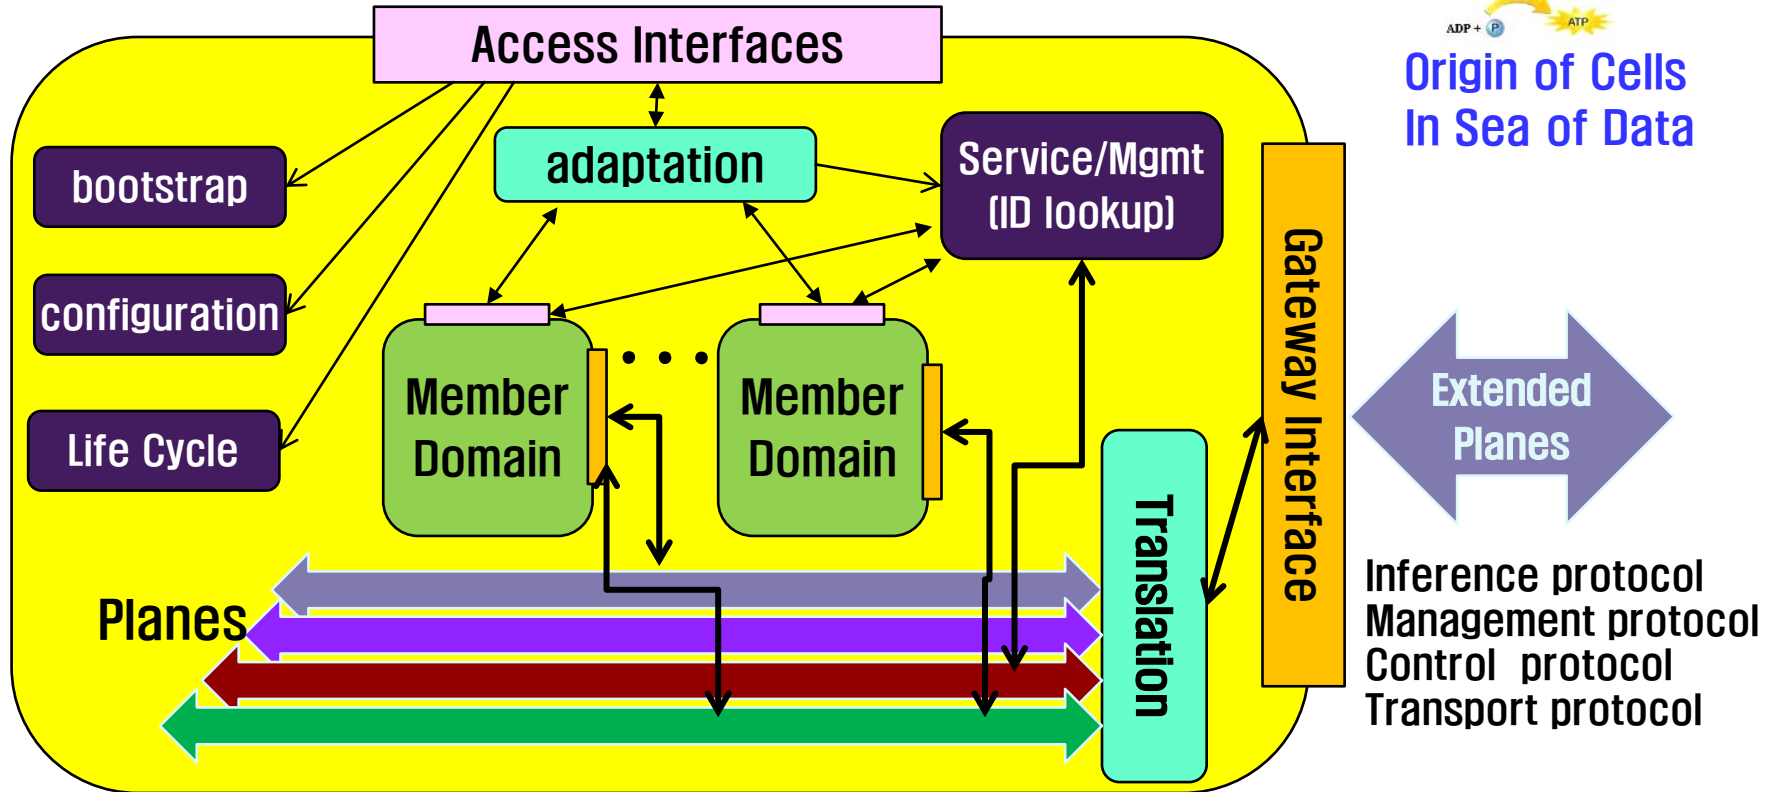 Access Interfaces
ADP + P
ATP
Origin of Cells
In Sea of Data
bootstrap
adaptation
Service/Mgmt
(ID lookup)
configuration
Life Cycle
Member
Domain
• • •
Member
Domain
Translation
Gateway Interface
Extended
Planes
Planes
Inference protocol
Management protocol
Control protocol
Transport protocol